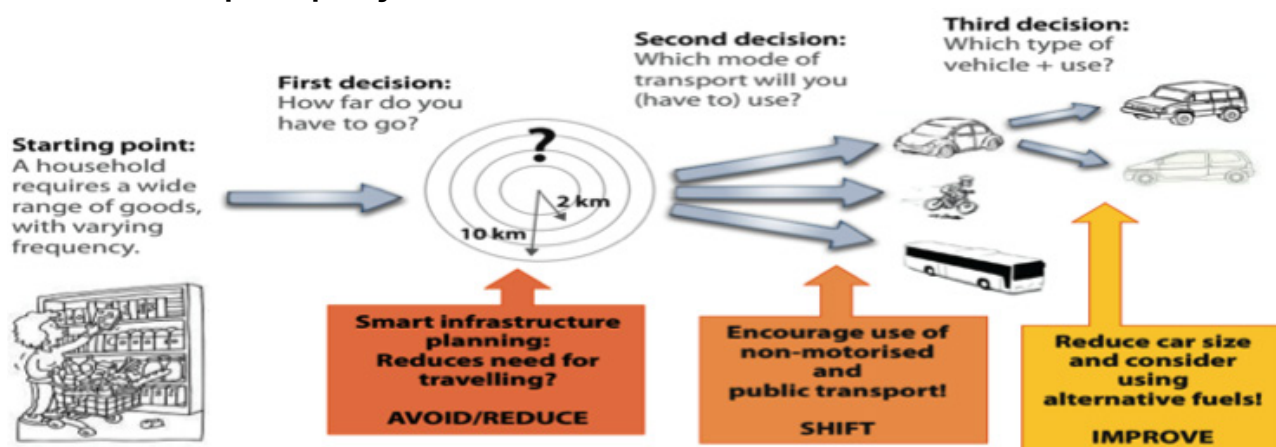 Starting point:
A household
requires a wide
range of goods,
with varying
frequency.
First decision:
How far do you
have to go?
?
2 km
10 km
Second decision:
Which mode of
transport will you
(have to) use?
Third decision:
Which type of
vehicle + use?
Smart infrastructure
planning:
Reduces need for
travelling?
AVOID/REDUCE
Encourage use of
non-motorised
and
public transport!
SHIFT
Reduce car size
and consider
using
alternative fuels!
IMPROVE